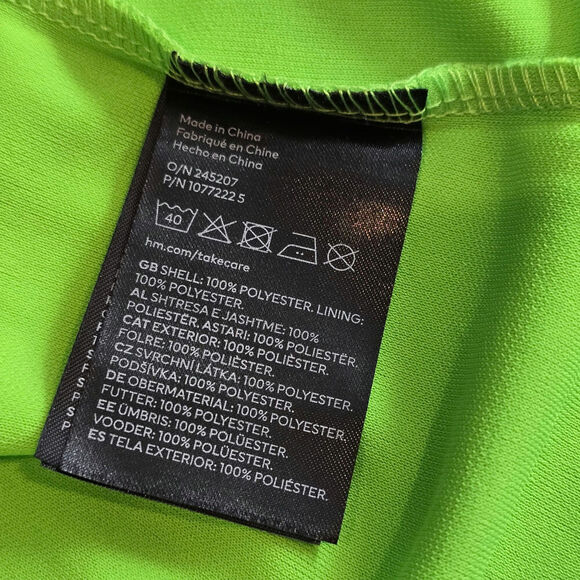 Made in China
Fabriqué en Chine
Hecho en China
O/N 245207
P/N 1077222 5
40
hm.com/takecare
GB SHELL: 100% POLYESTER. LINING:
100% POLYESTER.
AL SHTRESA E JASHTME: 100%
POLIESTËR. ASTARI: 100% POLIESTËR.
CAT EXTERIOR: 100% POLIÈSTER.
FOLRE: 100% POLIÈSTER.
CZ SVRCHNÍ LÁTKA: 100% POLYESTER.
PODŠÍVKA: 100% POLYESTER.
DE OBERMATERIAL: 100% POLYESTER.
FUTTER: 100% POLYESTER.
EE ÜMBRIS: 100% POLÜESTER.
VOODER: 100% POLÜESTER.
ES TELA EXTERIOR: 100% POLIÉSTER.